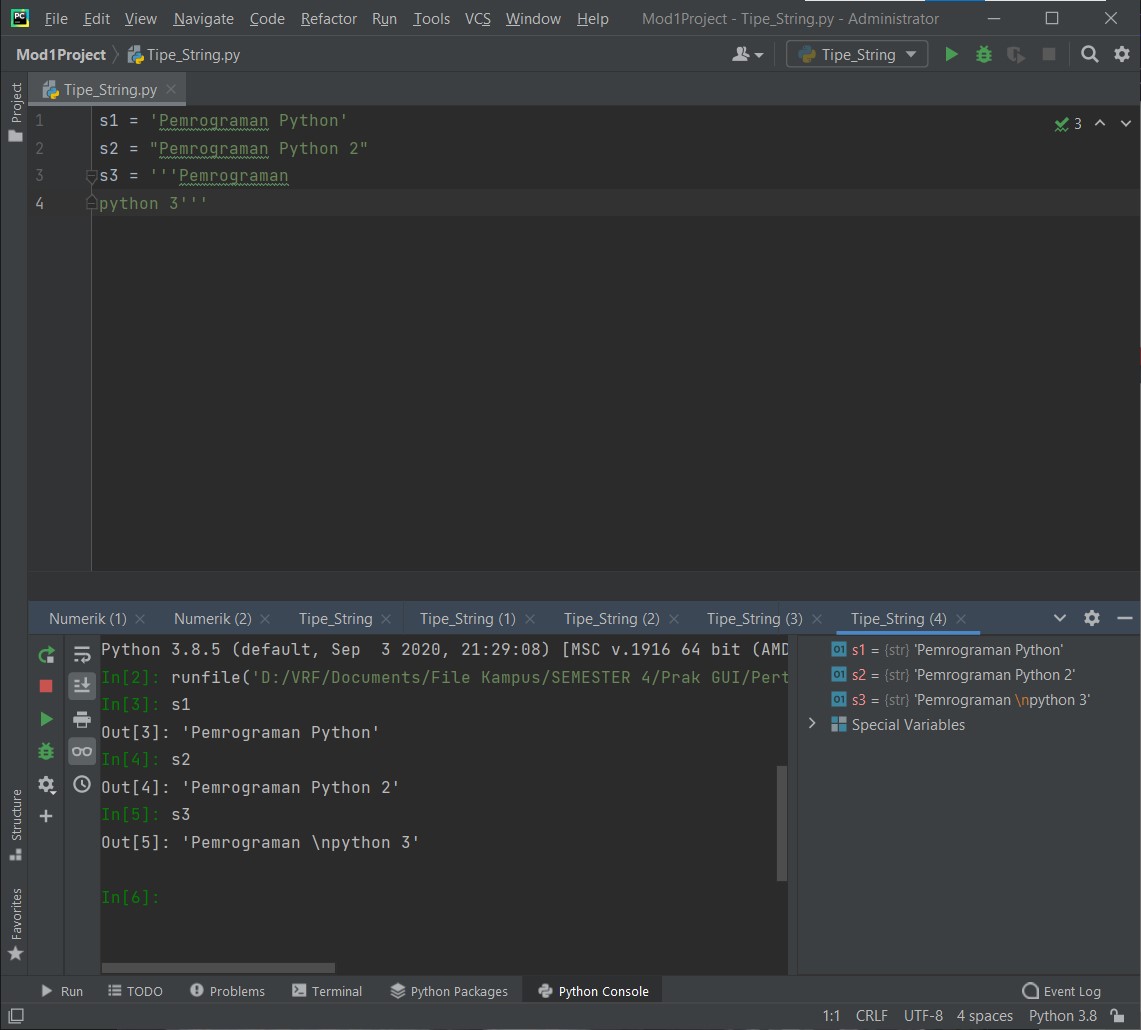 File Edit View Navigate Code Refactor Run Tools VCS Window Help Mod1Project - Tipe_String.py - Administrator
Mod1Project Tipe_String.py Tipe_String
Project
Tipe_String.py
1 s1 = 'Pemrograman Python'
3
2 s2 = "Pemrograman Python 2"
3 s3 = '''Pemrograman
4 python 3'''
Numerik (1) Numerik (2) Tipe_String Tipe_String (1) Tipe_String (2) Tipe_String (3) Tipe_String (4)
Python 3.8.5 (default, Sep  3 2020, 21:29:08) [MSC v.1916 64 bit (AMD
In[2]: runfile('D:/VRF/Documents/File Kampus/SEMESTER 4/Prak GUI/Pert
In[3]: s1
Out[3]: 'Pemrograman Python'
In[4]: s2
Out[4]: 'Pemrograman Python 2'
In[5]: s3
Out[5]: 'Pemrograman \npython 3'
In[6]:
s1 = {str} 'Pemrograman Python'
s2 = {str} 'Pemrograman Python 2'
s3 = {str} 'Pemrograman \npython 3'
Special Variables
Structure
Favorites
Run TODO Problems Terminal Python Packages Python Console Event Log
1:1 CRLF UTF-8 4 spaces Python 3.8